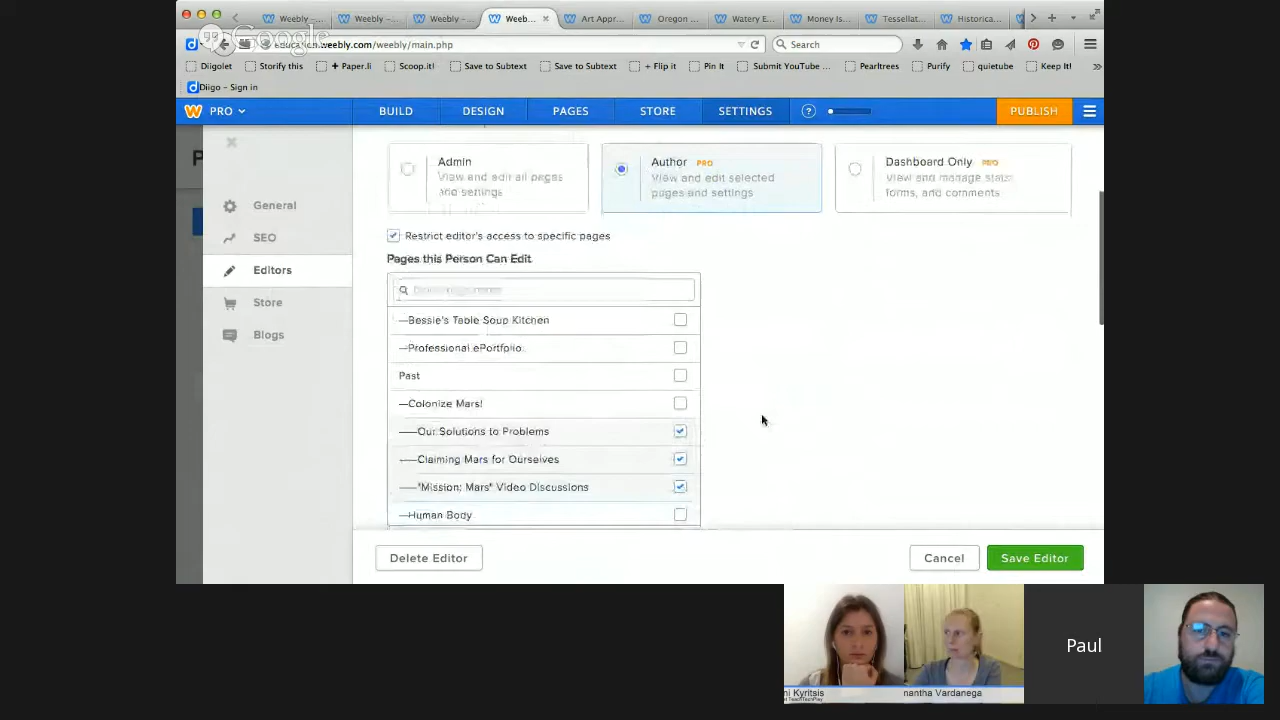 Weebly –...
Weebly –...
Weebly –...
Weeb...
Art Appr...
Oregon ...
Watery E...
Money Is...
Tessellat...
Historica...
Google
education.weebly.com/weebly/main.php
Search
Diigolet
Storify this
+ Paper.li
Scoop.it!
Save to Subtext
Save to Subtext
+ Flip it
Pin It
Submit YouTube ...
Pearltrees
Purify
quietube
Keep It!
Diigo - Sign in
PRO
BUILD
DESIGN
PAGES
STORE
SETTINGS
PUBLISH
General
SEO
Editors
Store
Blogs
Admin
View and edit all pages
and settings
Author PRO
View and edit selected
pages and settings
Dashboard Only PRO
View and manage stats,
forms, and comments
Restrict editor's access to specific pages
Pages this Person Can Edit
—Bessie's Table Soup Kitchen
—Professional ePortfolio
Past
—Colonize Mars!
——Our Solutions to Problems
——Claiming Mars for Ourselves
——"Mission: Mars" Video Discussions
—Human Body
Delete Editor
Cancel
Save Editor
ni Kyritsis
mantha Vardanega
Paul